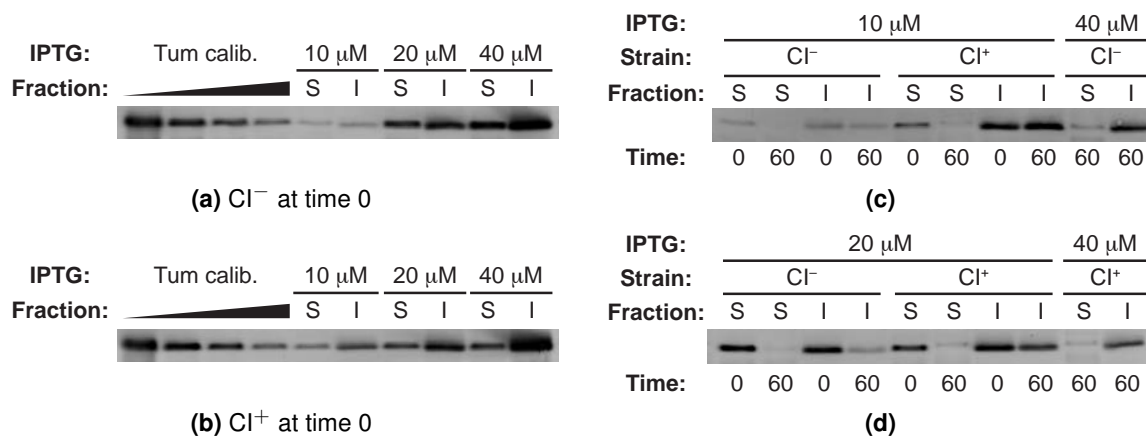 IPTG: Tum calib. 10 μM 20 μM 40 μM
Fraction: S I S I S I
(a) CI− at time 0
IPTG: Tum calib. 10 μM 20 μM 40 μM
Fraction: S I S I S I
(b) CI+ at time 0
IPTG: 10 μM 40 μM
Strain: CI− CI+ CI−
Fraction: S S I I S S I I S I
Time: 0 60 0 60 0 60 0 60 60 60
(c)
IPTG: 20 μM 40 μM
Strain: CI− CI+ CI+
Fraction: S S I I S S I I S I
Time: 0 60 0 60 0 60 0 60 60 60
(d)